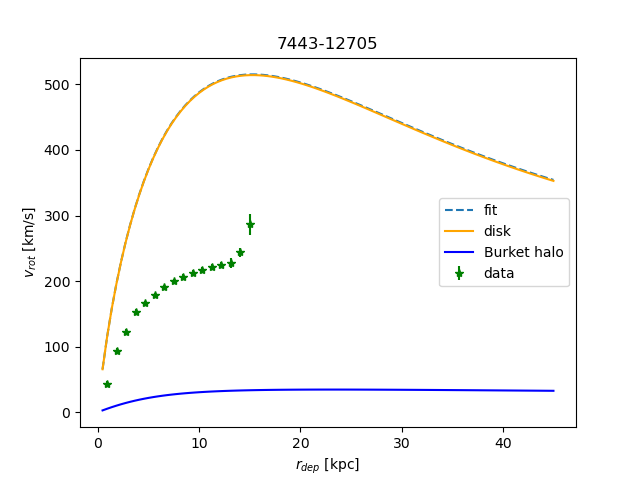 7443-12705
500
400
300
200
100
0
v_rot [km/s]
fit
disk
Burket halo
data
0 10 20 30 40
r_dep [kpc]